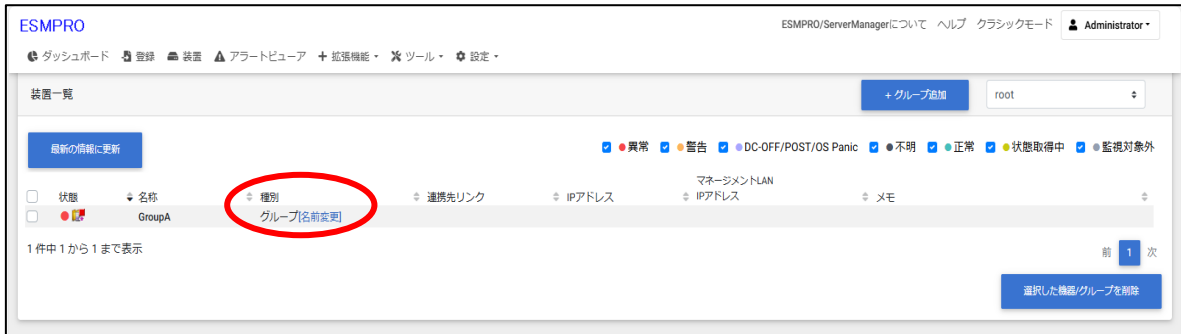 ESMPRO
ESMPRO/ServerManagerについて ヘルプ クラシックモード Administrator
ダッシュボード 登録 装置 アラートビューア 拡張機能 ツール 設定
装置一覧
+ グループ追加
root
最新の情報に更新
異常 警告 DC-OFF/POST/OS Panic 不明 正常 状態取得中 監視対象外
状態 名称 種別 連携先リンク IPアドレス マネージメントLAN
IPアドレス メモ
GroupA グループ[名前変更]
1 件中 1 から 1 まで表示
前 1 次
選択した機器/グループを削除